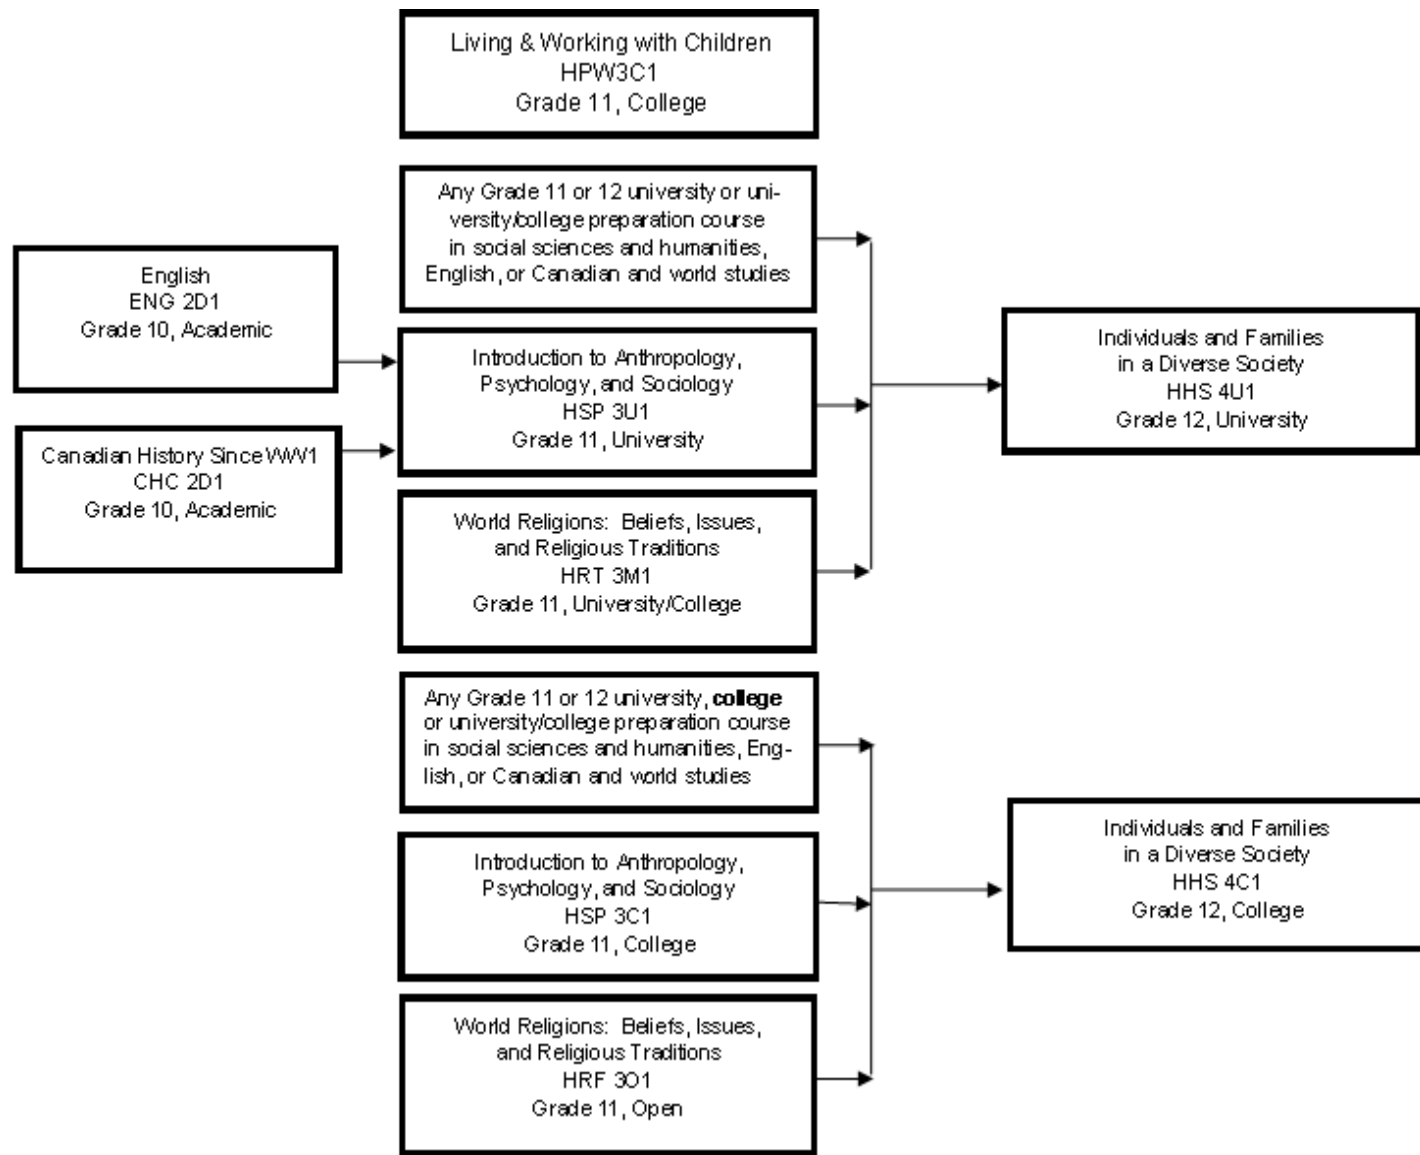 Living & Working with Children
HPW3C1
Grade 11, College
Any Grade 11 or 12 university or uni-
versity/college preparation course
in social sciences and humanities,
English, or Canadian and world studies
English
ENG 2D1
Grade 10, Academic
Introduction to Anthropology,
Psychology, and Sociology
HSP 3U1
Grade 11, University
Individuals and Families
in a Diverse Society
HHS 4U1
Grade 12, University
Canadian History Since WW1
CHC 2D1
Grade 10, Academic
World Religions: Beliefs, Issues,
and Religious Traditions
HRT 3M1
Grade 11, University/College
Any Grade 11 or 12 university, college
or university/college preparation course
in social sciences and humanities, Eng-
lish, or Canadian and world studies
Introduction to Anthropology,
Psychology, and Sociology
HSP 3C1
Grade 11, College
Individuals and Families
in a Diverse Society
HHS 4C1
Grade 12, College
World Religions: Beliefs, Issues,
and Religious Traditions
HRF 3O1
Grade 11, Open